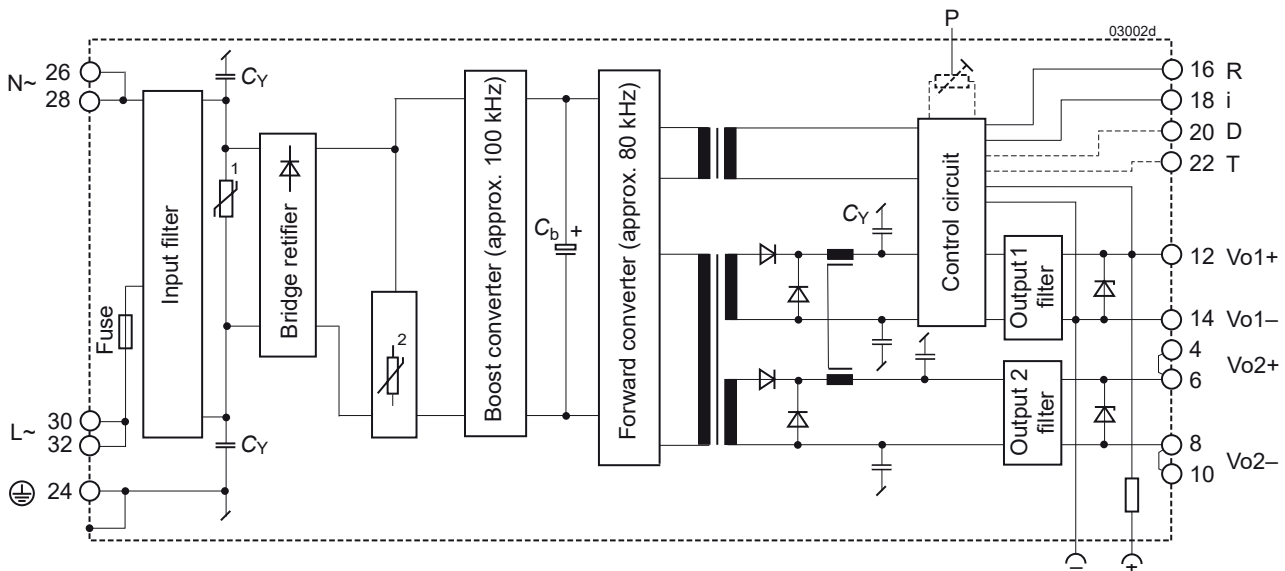 P
03002d
N~
26
28
CY
16 R
18 i
20 D
22 T
1
Input filter
Bridge retifier
Boost converter (approx. 100 kHz)
Cb
+
Forward converter (approx. 80 kHz)
Control circuit
CY
Output 1 filter
12 Vo1+
14 Vo1–
Fuse
2
4
Vo2+
6
L~
30
32
CY
Output 2 filter
8
Vo2–
10
24
–
+